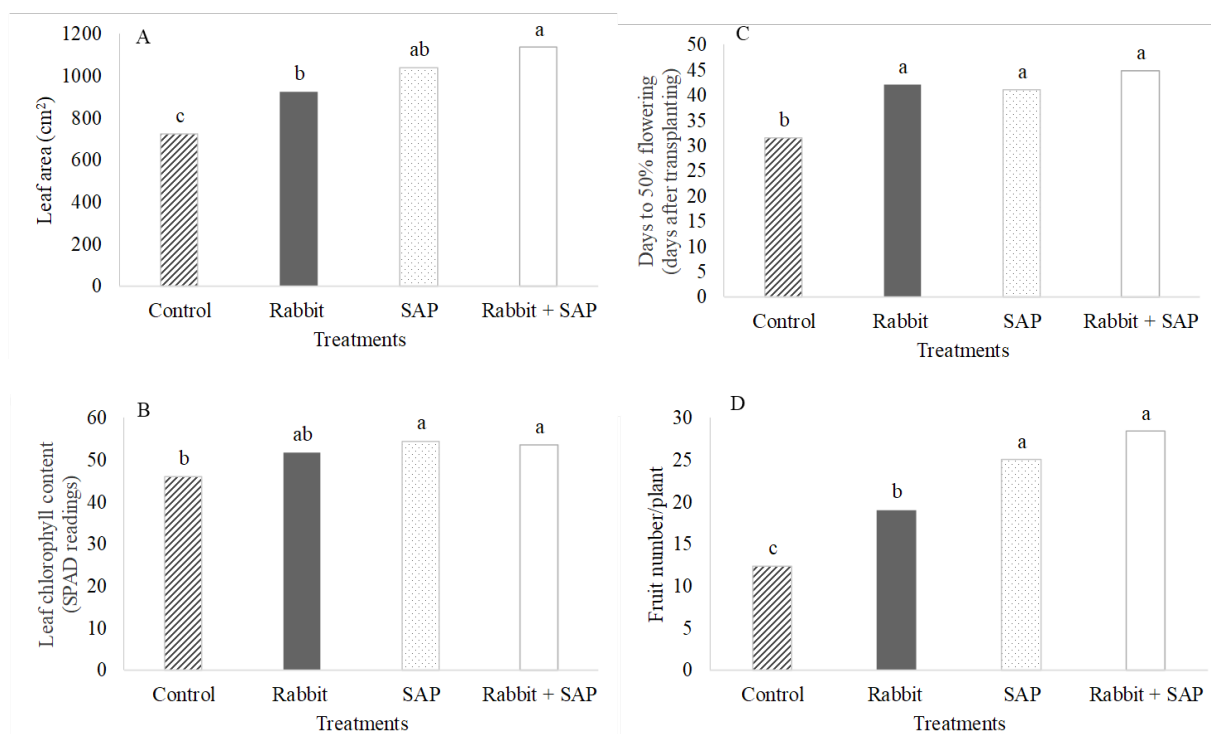 A
1200
1000
800
600
400
200
0
Leaf area (cm²)
c
b
ab
a
Control Rabbit SAP Rabbit + SAP
Treatments
B
60
50
40
30
20
10
0
Leaf chlorophyll content
(SPAD readings)
b
ab
a
a
Control Rabbit SAP Rabbit + SAP
Treatments
C
50
45
40
35
30
25
20
15
10
5
0
Days to 50% flowering
(days after transplanting)
b
a
a
a
Control Rabbit SAP Rabbit + SAP
Treatments
D
30
25
20
15
10
5
0
Fruit number/plant
c
b
a
a
Control Rabbit SAP Rabbit + SAP
Treatments